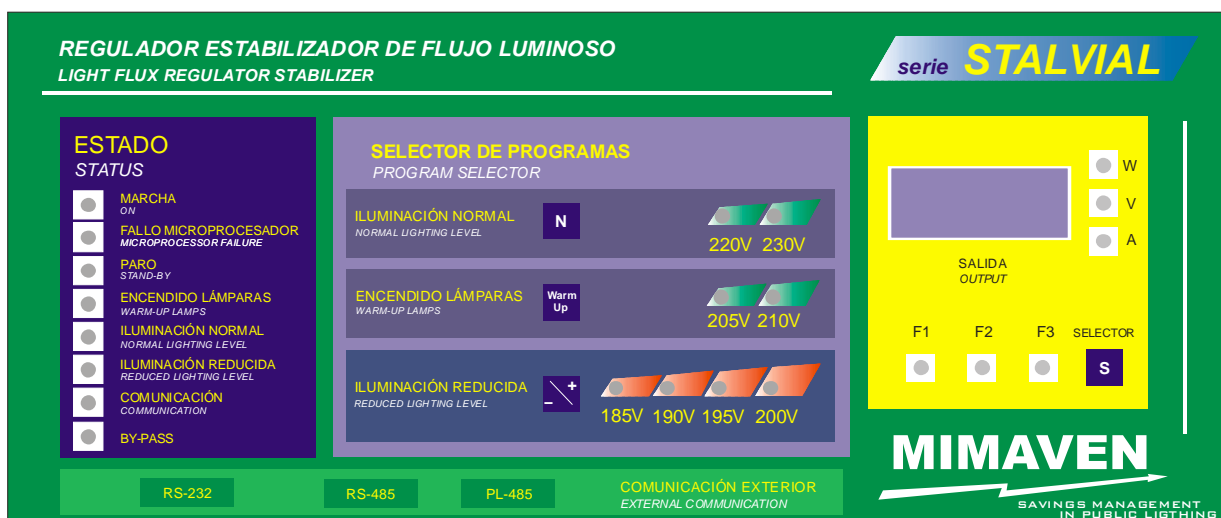 REGULADOR ESTABILIZADOR DE FLUJO LUMINOSO
LIGHT FLUX REGULATOR STABILIZER
serie STALVIAL
ESTADO
STATUS
MARCHA
ON
FALLO MICROPROCESADOR
MICROPROCESSOR FAILURE
PARO
STAND-BY
ENCENDIDO LÁMPARAS
WARM-UP LAMPS
ILUMINACIÓN NORMAL
NORMAL LIGHTING LEVEL
ILUMINACIÓN REDUCIDA
REDUCED LIGHTING LEVEL
COMUNICACIÓN
COMMUNICATION
BY-PASS
SELECTOR DE PROGRAMAS
PROGRAM SELECTOR
ILUMINACIÓN NORMAL
NORMAL LIGHTING LEVEL
N
220V 230V
ENCENDIDO LÁMPARAS
WARM-UP LAMPS
Warm
Up
205V 210V
ILUMINACIÓN REDUCIDA
REDUCED LIGHTING LEVEL
- +
185V 190V 195V 200V
W
V
A
SALIDA
OUTPUT
F1 F2 F3 SELECTOR
S
RS-232 RS-485 PL-485
COMUNICACIÓN EXTERIOR
EXTERNAL COMMUNICATION
MIMAVEN
SAVINGS MANAGEMENT
IN PUBLIC LIGTHING